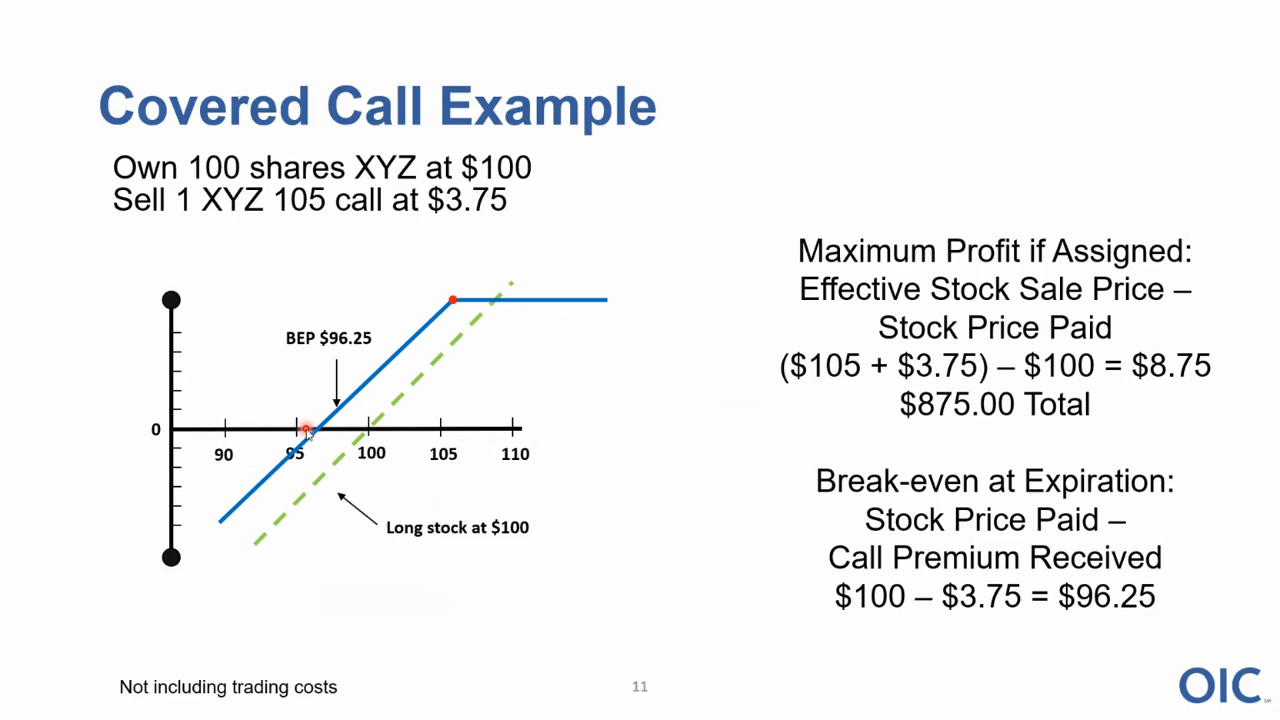 Covered Call Example
Own 100 shares XYZ at $100
Sell 1 XYZ 105 call at $3.75
Maximum Profit if Assigned:
Effective Stock Sale Price –
Stock Price Paid
($105 + $3.75) – $100 = $8.75
$875.00 Total
Break-even at Expiration:
Stock Price Paid –
Call Premium Received
$100 – $3.75 = $96.25
BEP $96.25
0
90 95 100 105 110
Long stock at $100
Not including trading costs
11
OIC